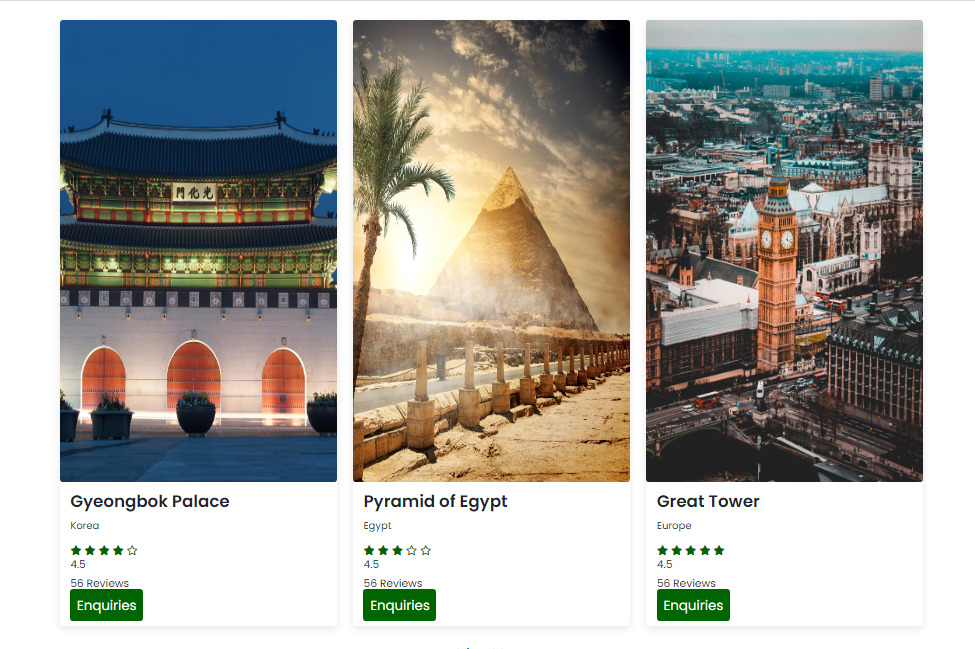 門化光
Gyeongbok Palace
Korea
4.5
56 Reviews
Enquiries
Pyramid of Egypt
Egypt
4.5
56 Reviews
Enquiries
Great Tower
Europe
4.5
56 Reviews
Enquiries